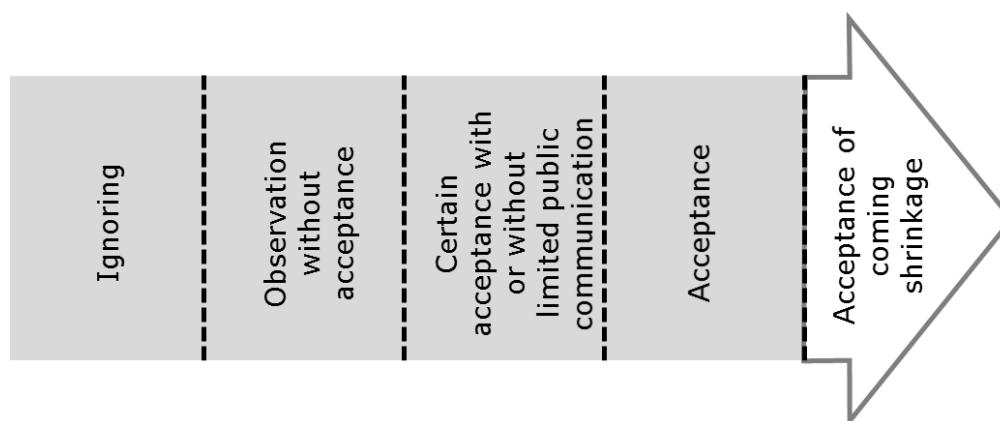 Ignoring
Observation
without
acceptance
Certain
acceptance with
or without
limited public
communication
Acceptance
Acceptance of
coming
shrinkage